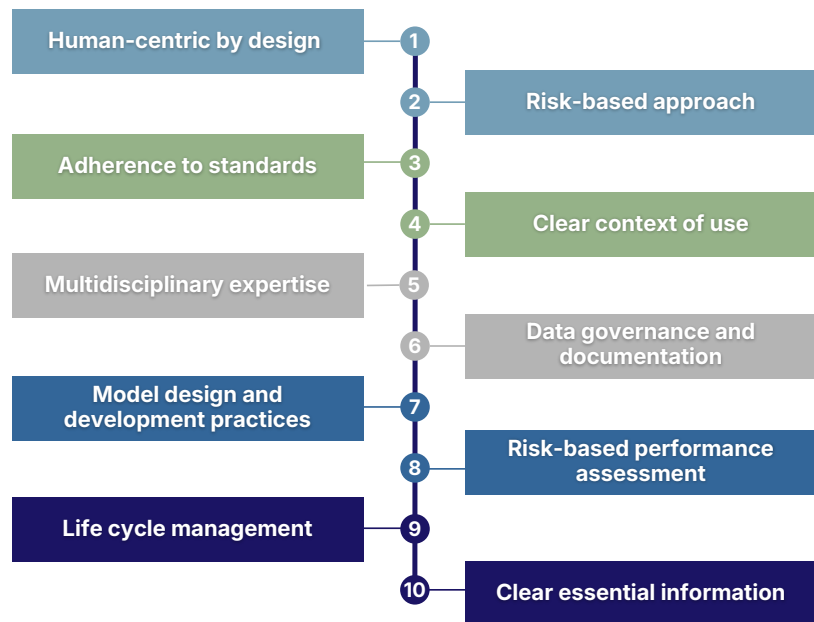 Human-centric by design
1
2
Risk-based approach
Adherence to standards
3
4
Clear context of use
Multidisciplinary expertise
5
6
Data governance and
documentation
Model design and
development practices
7
8
Risk-based performance
assessment
Life cycle management
9
10
Clear essential information